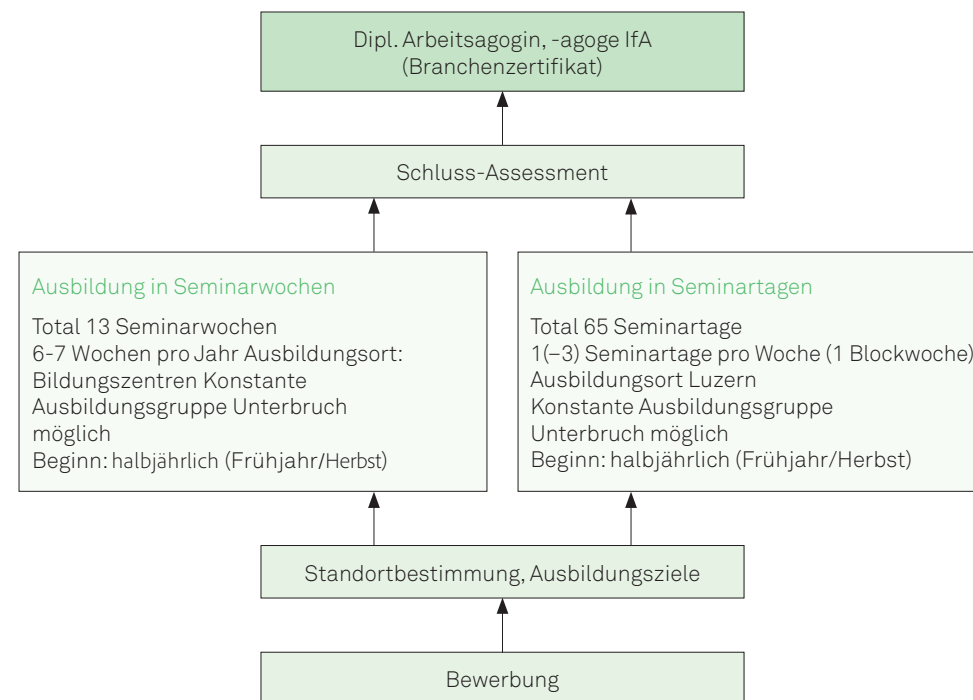 Dipl. Arbeitsagogin, -agoge IfA
(Branchenzertifikat)
Schluss-Assessment
Ausbildung in Seminarwochen
Total 13 Seminarwochen
6-7 Wochen pro Jahr Ausbildungsort:
Bildungszentren Konstante
Ausbildungsgruppe Unterbruch
möglich
Beginn: halbjährlich (Frühjahr/Herbst)
Ausbildung in Seminartagen
Total 65 Seminartage
1(–3) Seminartage pro Woche (1 Blockwoche)
Ausbildungsort Luzern
Konstante Ausbildungsgruppe
Unterbruch möglich
Beginn: halbjährlich (Frühjahr/Herbst)
Standortbestimmung, Ausbildungsziele
Bewerbung